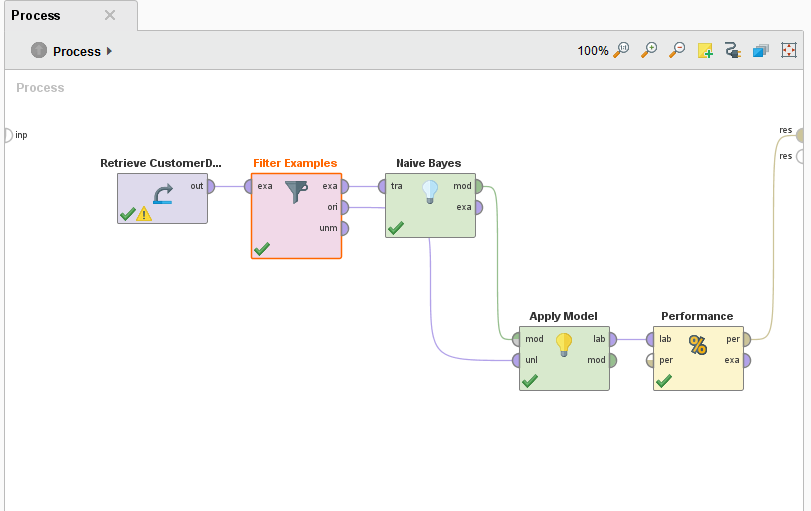 Process
Process
100%
Process
inp
res
res
Retrieve CustomerD...
out
Filter Examples
exa
exa
ori
unm
Naive Bayes
tra
mod
exa
Apply Model
mod
lab
unl
mod
Performance
lab
per
per
exa
%